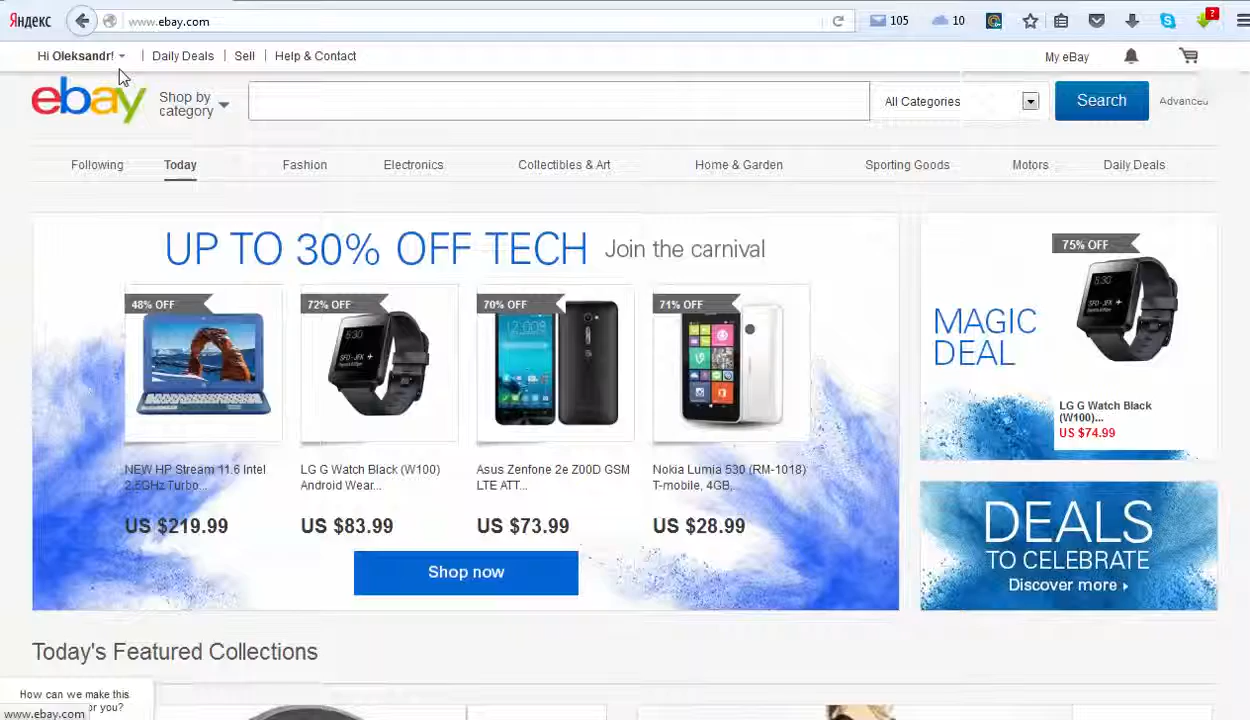 Яндекс
www.ebay.com
105
10
?
Hi Oleksandr!
Daily Deals
Sell
Help & Contact
My eBay
ebay
Shop by
category
All Categories
Search
Advanced
Following
Today
Fashion
Electronics
Collectibles & Art
Home & Garden
Sporting Goods
Motors
Daily Deals
UP TO 30% OFF TECH
Join the carnival
48% OFF
72% OFF
70% OFF
71% OFF
NEW HP Stream 11.6 Intel
2.5GHz Turbo...
US $219.99
LG G Watch Black (W100)
Android Wear...
US $83.99
Asus Zenfone 2e Z00D GSM
LTE ATT...
US $73.99
Nokia Lumia 530 (RM-1018)
T-mobile, 4GB,
US $28.99
Shop now
75% OFF
MAGIC
DEAL
LG G Watch Black
(W100)...
US $74.99
DEALS
TO CELEBRATE
Discover more
Today's Featured Collections
How can we make this
or you?
www.ebay.com